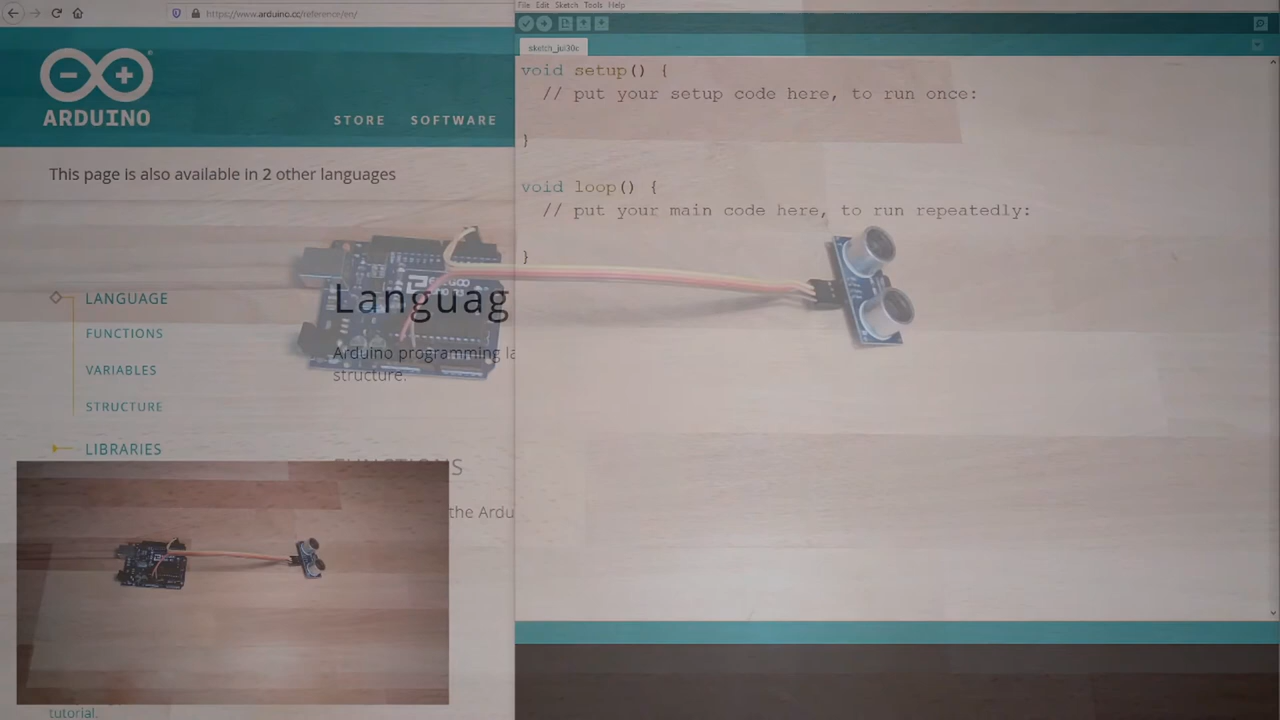 https://www.arduino.cc/reference/en/
ARDUINO
STORE SOFTWARE
This page is also available in 2 other languages
LANGUAGE
FUNCTIONS
VARIABLES
STRUCTURE
LIBRARIES
Languag
Arduino programming la
structure.
FUNCTIONS
the Ardu
tutorial.
File Edit Sketch Tools Help
sketch_jul30c
void setup() {
// put your setup code here, to run once:
}
void loop() {
// put your main code here, to run repeatedly:
}